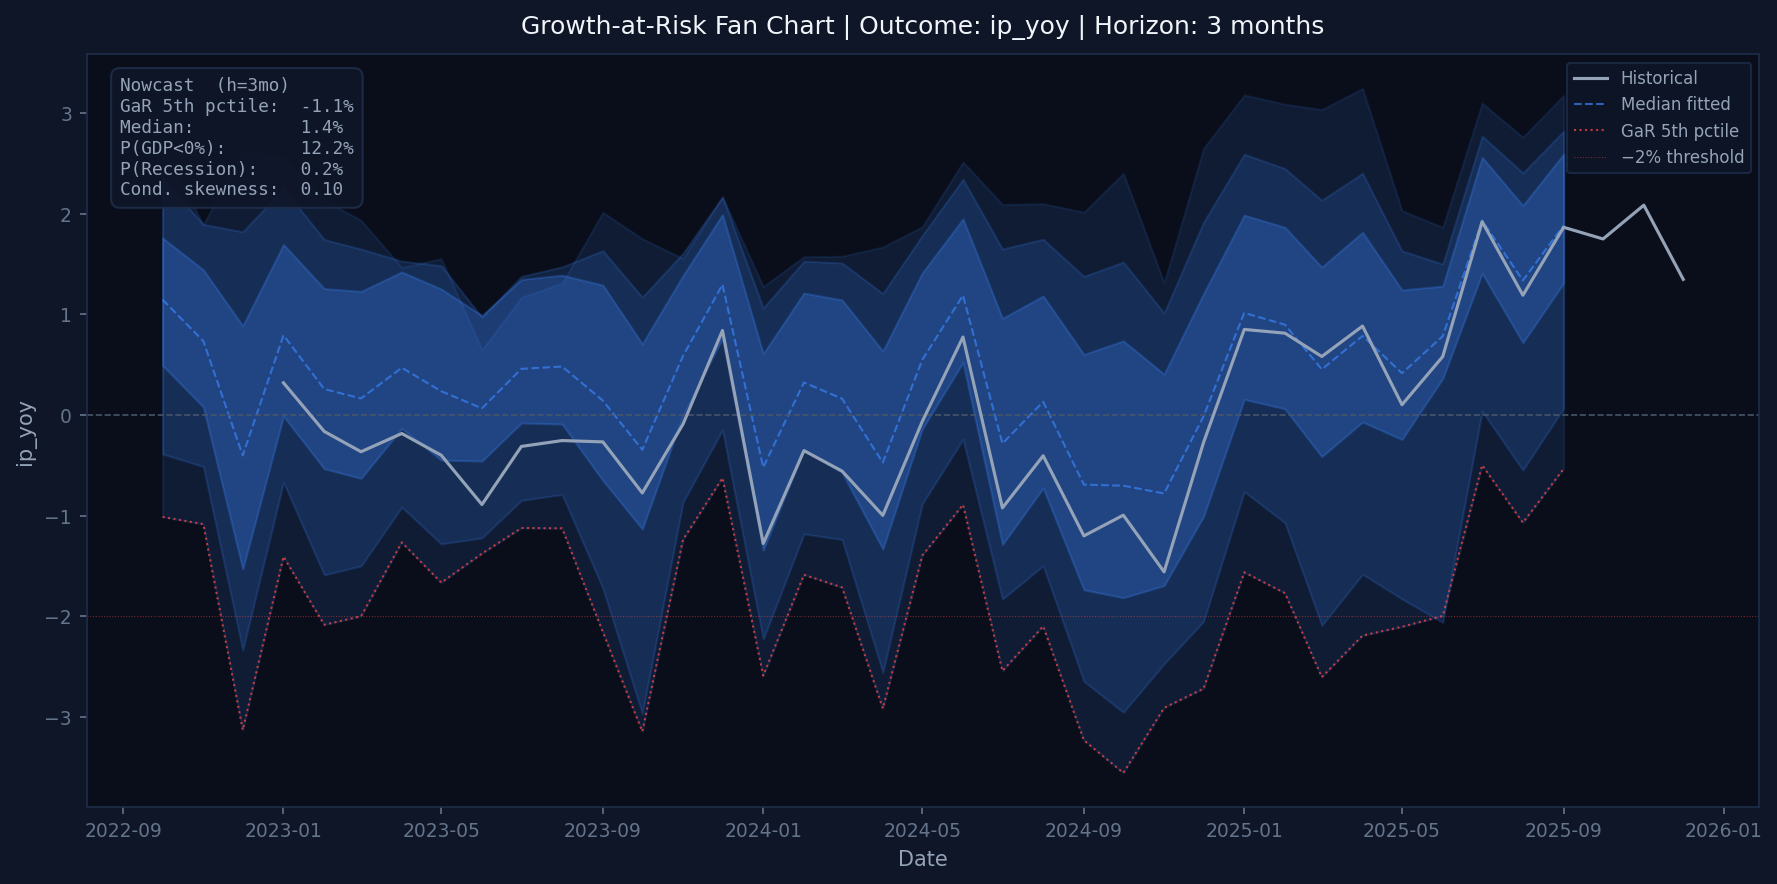 Growth-at-Risk Fan Chart | Outcome: ip_yoy | Horizon: 3 months
Nowcast (h=3mo)
GaR 5th pctile: -1.1%
Median: 1.4%
P(GDP<0%): 12.2%
P(Recession): 0.2%
Cond. skewness: 0.10
Historical
Median fitted
GaR 5th pctile
−2% threshold
ip_yoy
3
2
1
0
−1
−2
−3
2022-09 2023-01 2023-05 2023-09 2024-01 2024-05 2024-09 2025-01 2025-05 2025-09 2026-01
Date